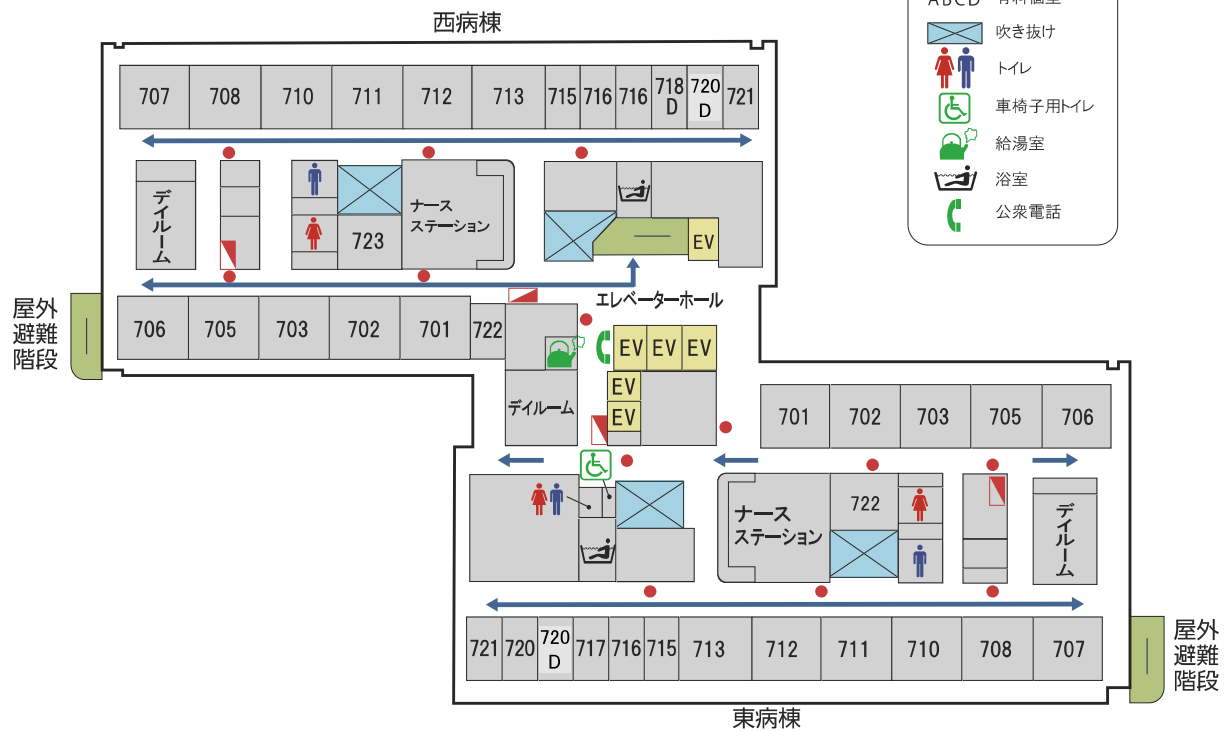 ABCD 有料個室
吹き抜け
トイレ
車椅子用トイレ
給湯室
浴室
公衆電話
西病棟
707 708 710 711 712 713 715 716 716 718 D 720 D 721
デイルーム
723
ナース
ステーション
EV
エレベーターホール
屋外
避難
階段
706 705 703 702 701 722
EV EV EV
EV
EV
デイルーム
701 702 703 705 706
ナース
ステーション
722
デイルーム
721 720 720 D 717 716 715 713 712 711 710 708 707
屋外
避難
階段
東病棟